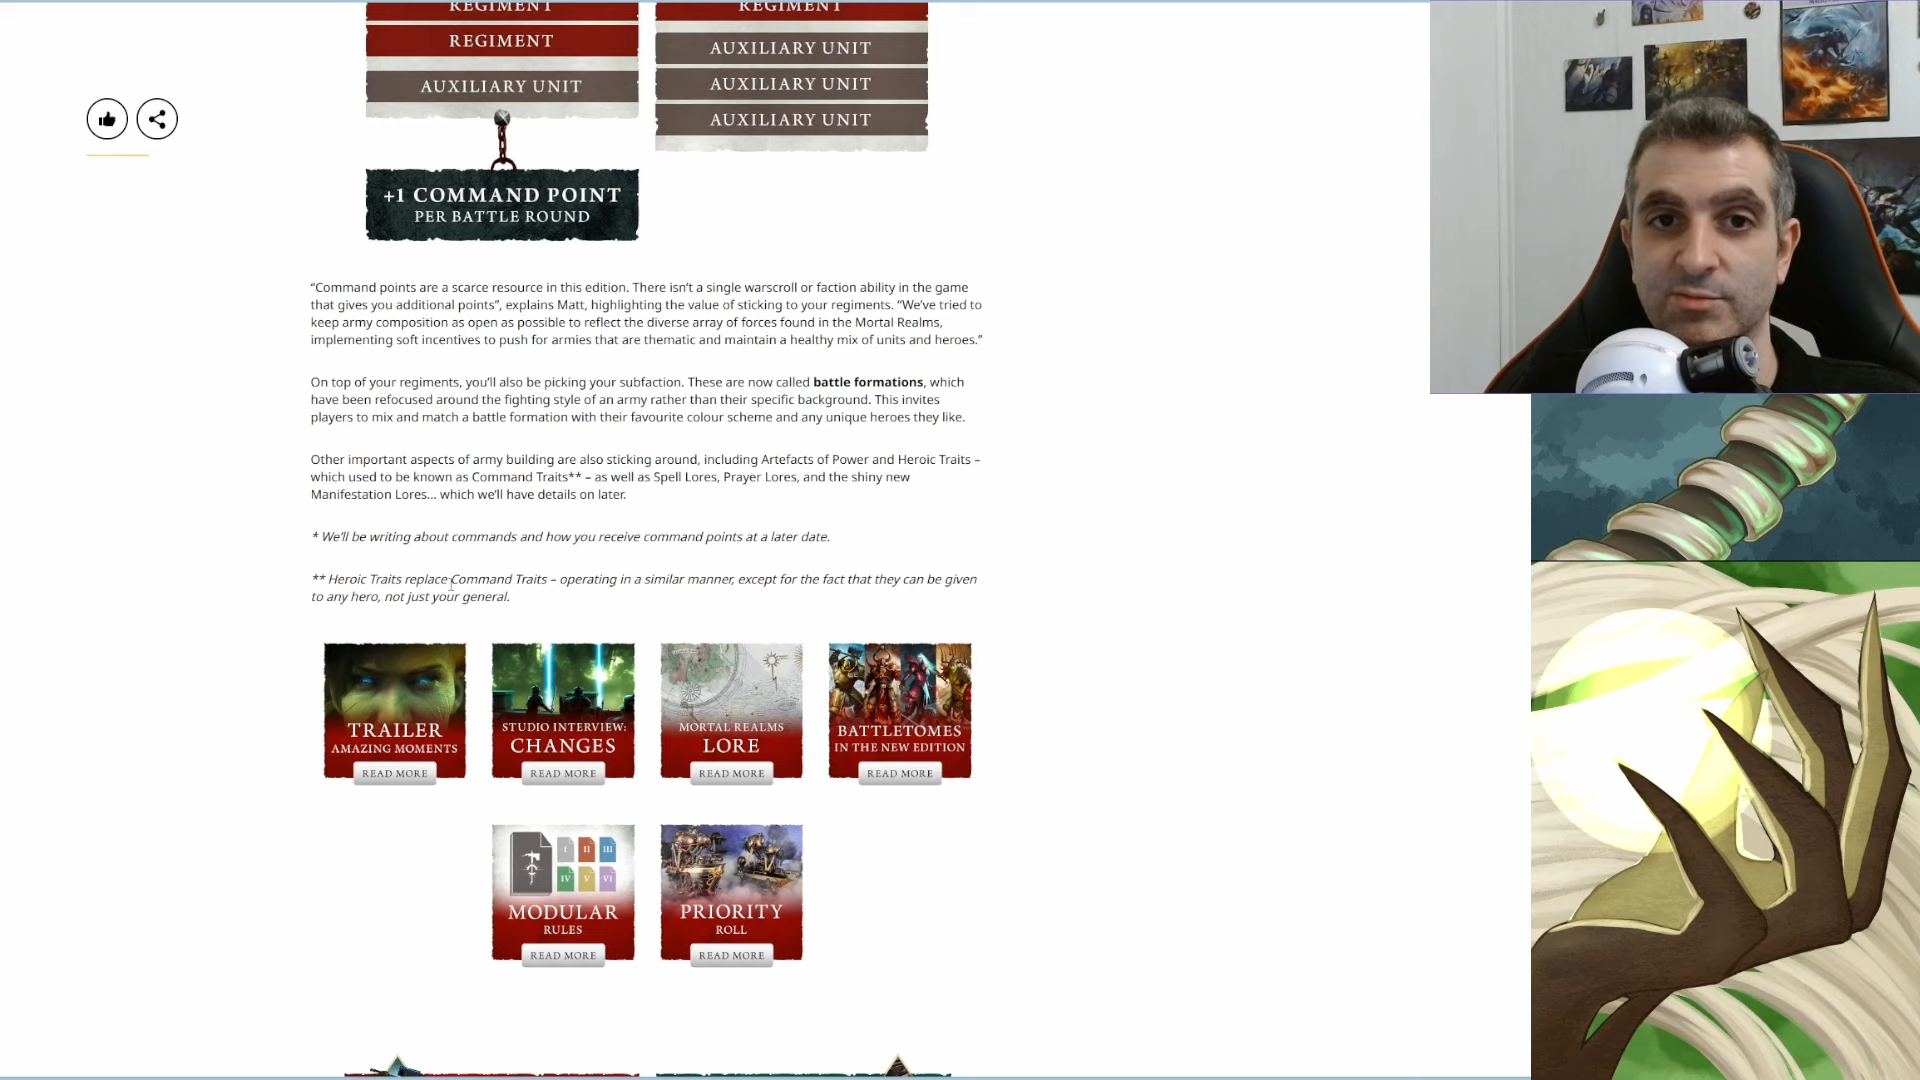 REGIMENT
REGIMENT
AUXILIARY UNIT
+1 COMMAND POINT
PER BATTLE ROUND
REGIMENT
AUXILIARY UNIT
AUXILIARY UNIT
AUXILIARY UNIT
“Command points are a scarce resource in this edition. There isn’t a single warscroll or faction ability in the game
that gives you additional points”, explains Matt, highlighting the value of sticking to your regiments. “We’ve tried to
keep army composition as open as possible to reflect the diverse array of forces found in the Mortal Realms,
implementing soft incentives to push for armies that are thematic and maintain a healthy mix of units and heroes.”
On top of your regiments, you’ll also be picking your subfaction. These are now called battle formations, which
have been refocused around the fighting style of an army rather than their specific background. This invites
players to mix and match a battle formation with their favourite colour scheme and any unique heroes they like.
Other important aspects of army building are also sticking around, including Artefacts of Power and Heroic Traits –
which used to be known as Command Traits** – as well as Spell Lores, Prayer Lores, and the shiny new
Manifestation Lores… which we’ll have details on later.
* We’ll be writing about commands and how you receive command points at a later date.
** Heroic Traits replace Command Traits – operating in a similar manner, except for the fact that they can be given
to any hero, not just your general.
TRAILER
AMAZING MOMENTS
READ MORE
STUDIO INTERVIEW:
CHANGES
READ MORE
MORTAL REALMS
LORE
READ MORE
BATTLETOMES
IN THE NEW EDITION
READ MORE
I II III
IV V VI
MODULAR
RULES
READ MORE
PRIORITY
ROLL
READ MORE